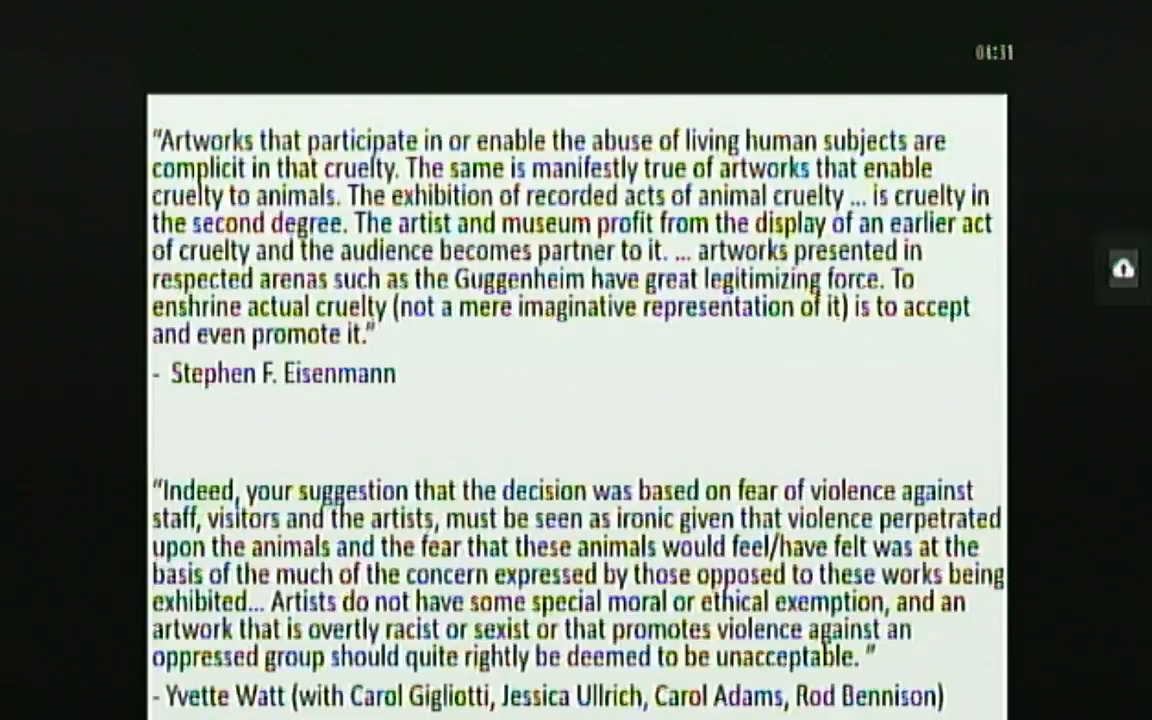 "Artworks that participate in or enable the abuse of living human subjects are
complicit in that cruelty. The same is manifestly true of artworks that enable
cruelty to animals. The exhibition of recorded acts of animal cruelty ... is cruelty in
the second degree. The artist and museum profit from the display of an earlier act
of cruelty and the audience becomes partner to it. ... artworks presented in
respected arenas such as the Guggenheim have great legitimizing force. To
enshrine actual cruelty (not a mere imaginative representation of it) is to accept
and even promote it."
- Stephen F. Eisenmann
"Indeed, your suggestion that the decision was based on fear of violence against
staff, visitors and the artists, must be seen as ironic given that violence perpetrated
upon the animals and the fear that these animals would feel/have felt was at the
basis of the much of the concern expressed by those opposed to these works being
exhibited... Artists do not have some special moral or ethical exemption, and an
artwork that is overtly racist or sexist or that promotes violence against an
oppressed group should quite rightly be deemed to be unacceptable. "
- Yvette Watt (with Carol Gigliotti, Jessica Ullrich, Carol Adams, Rod Bennison)